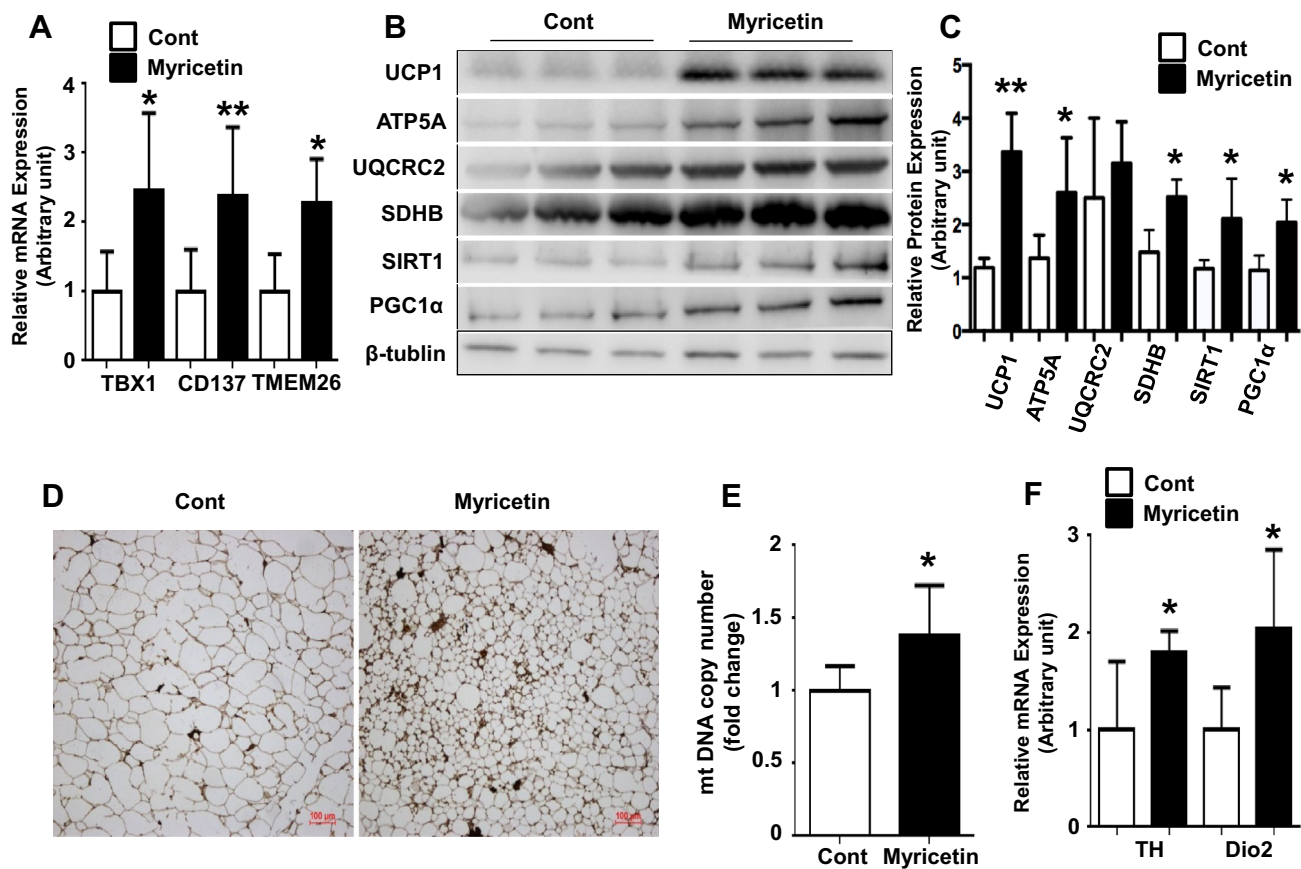 A
Cont
Myricetin
Relative mRNA Expression
(Arbitrary unit)
4
3
2
1
0
*
**
*
TBX1 CD137 TMEM26
B
Cont Myricetin
UCP1
ATP5A
UQCRC2
SDHB
SIRT1
PGC1α
β-tublin
C
Cont
Myricetin
Relative Protein Expression
(Arbitrary unit)
5
4
3
2
1
0
**
*
*
*
*
UCP1
ATP5A
UQCRC2
SDHB
SIRT1
PGC1α
D
Cont Myricetin
100 µm
100 µm
E
mt DNA copy number
(fold change)
2
1.5
1
0.5
0
*
Cont Myricetin
F
Cont
Myricetin
Relative mRNA Expression
(Arbitrary unit)
3
2
1
0
*
*
TH Dio2